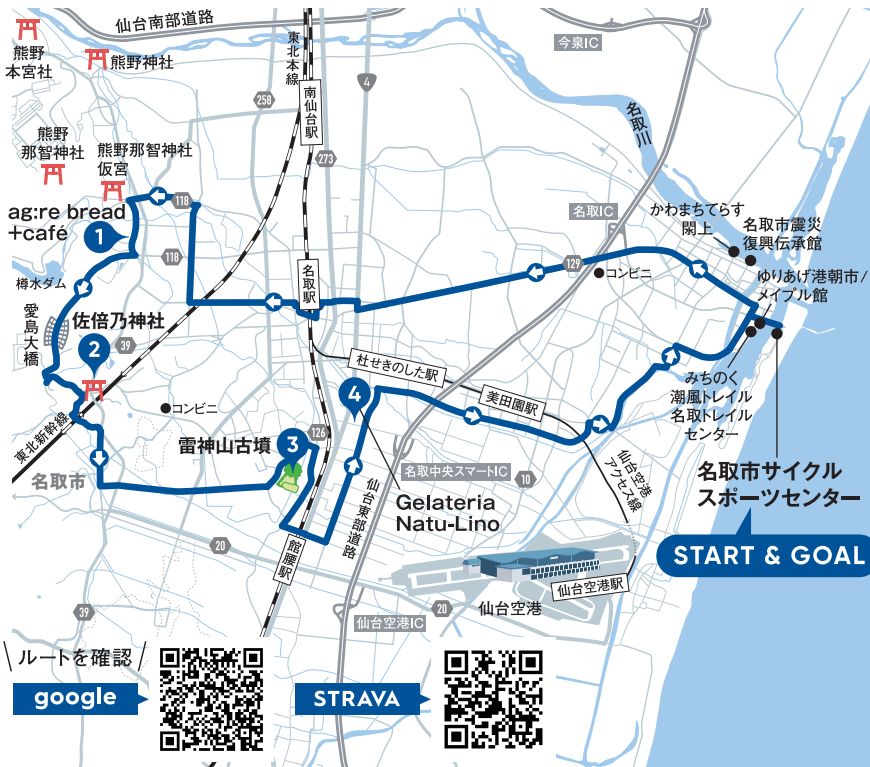 仙台南部道路
熊野
本宮社
熊野神社
東北本線
今泉IC
4
258
南仙台駅
名取川
273
熊野
那智神社
熊野那智神社
仮宮
118
ag:re bread
+café
1
118
名取IC
かわまちてらす
閖上
名取市震災
復興伝承館
129
コンビニ
ゆりあげ港朝市/
メイプル館
樽水ダム
名取駅
愛島大橋
佐倍乃神社
2
39
杜せきのした駅
美田園駅
みちのく
潮風トレイル
名取トレイル
センター
4
コンビニ
東北新幹線
雷神山古墳
3
126
名取市
名取中央スマートIC
10
仙台空港
アクセス線
名取市サイクル
スポーツセンター
START & GOAL
Gelateria
Natu-Lino
仙台東部道路
20
館腰駅
仙台空港駅
仙台空港
20
39
仙台空港IC
ルートを確認
google
STRAVA